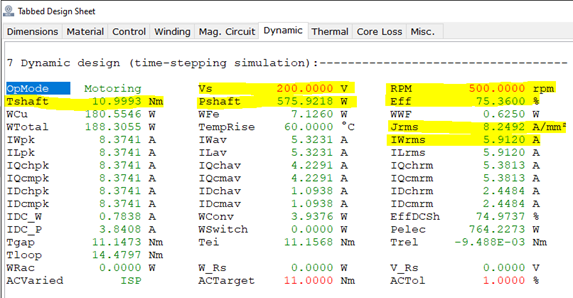 Tabbed Design Sheet
Dimensions Material Control Winding Mag. Circuit Dynamic Thermal Core Loss Misc.
7 Dynamic design (time-stepping simulation):------------------------------------
OpMode Motoring Vs 200.0000 V RPM 500.0000 rpm
Tshaft 10.9993 Nm Pshaft 575.9218 W Eff 75.3600 %
WCu 180.5546 W WFe 7.1260 W WWF 0.6250 W
WTotal 188.3055 W TempRise 60.0000 °C Jrms 8.2492 A/mm²
IWpk 8.3741 A IWav 5.3231 A IWrms 5.9120 A
ILpk 8.3741 A ILav 5.3231 A ILrms 5.9120 A
IQchpk 8.3741 A IQchav 4.2291 A IQchrm 5.3813 A
IQcmpk 8.3741 A IQcmav 4.2291 A IQcmrm 5.3813 A
IDchpk 8.3741 A IDchav 1.0938 A IDchrm 2.4484 A
IDcmpk 8.3741 A IDcmav 1.0938 A IDcmrm 2.4484 A
IDC_W 0.7838 A WConv 3.9376 W EffDCSh 74.9737 %
IDC_P 3.8408 A WSwitch 0.0000 W Pelec 764.2273 W
Tgap 11.1473 Nm Tei 11.1568 Nm Trel -9.488E-03 Nm
Tloop 14.4797 Nm
WRac 0.0000 W W_Rs 0.0000 W V_Rs 0.0000 V
ACVaried ISP ACTarget 11.0000 Nm ACTol 1.0000 %